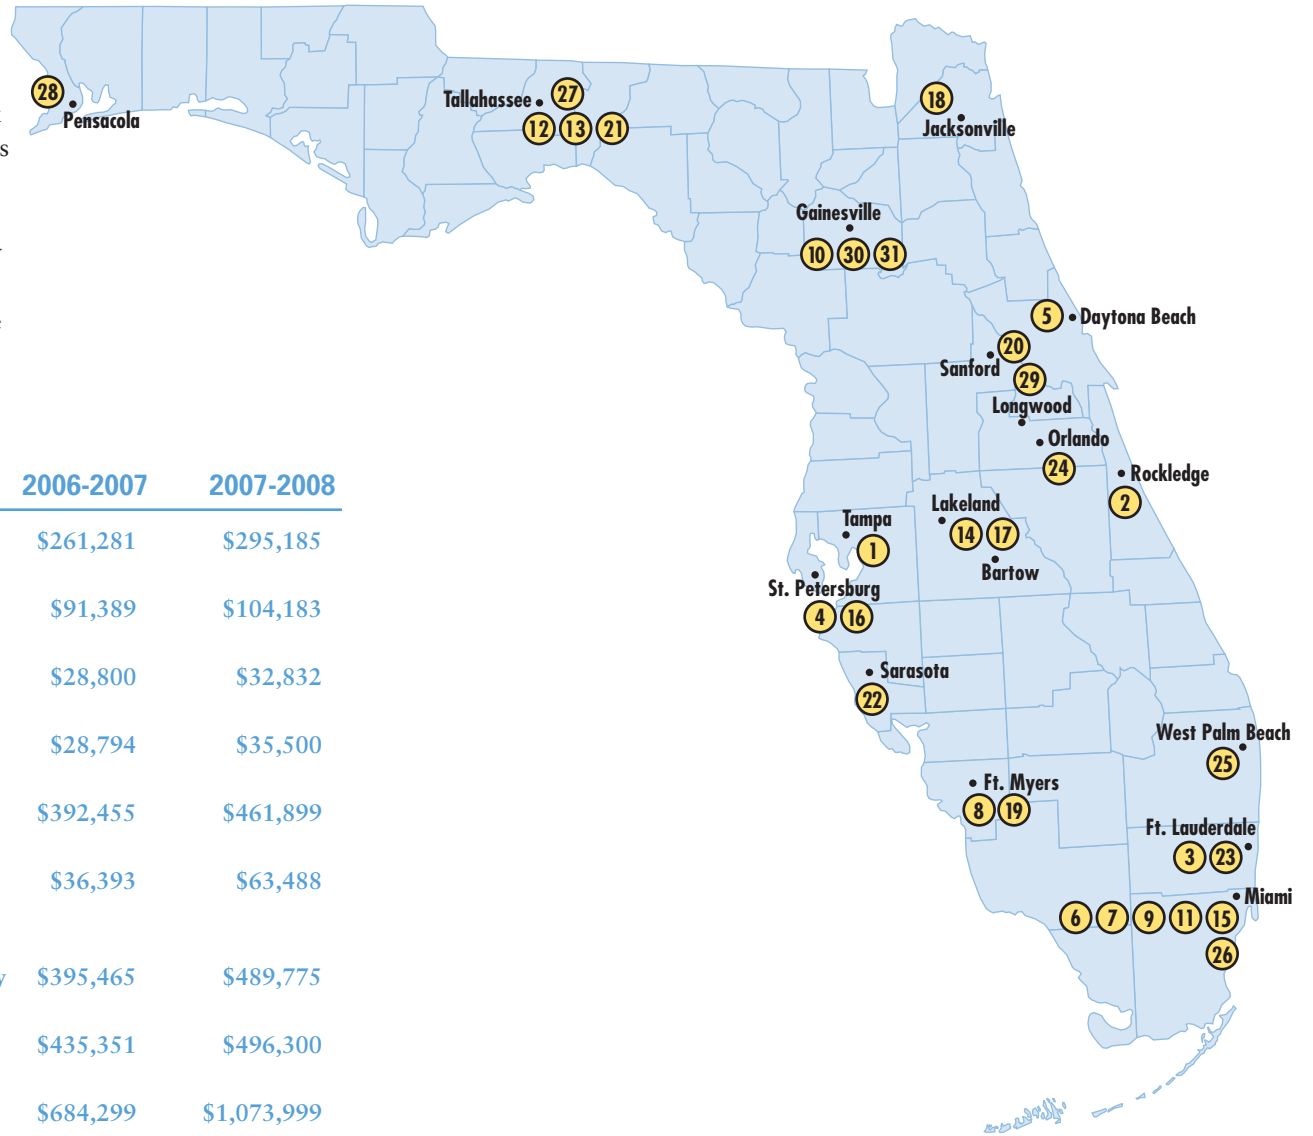 s
y
2006-2007 2007-2008
$261,281 $295,185
$91,389 $104,183
$28,800 $32,832
$28,794 $35,500
$392,455 $461,899
$36,393 $63,488
$395,465 $489,775
$435,351 $496,300
$684,299 $1,073,999
28
Pensacola
Tallahassee 27
12 13 21
18
Jacksonville
Gainesville
10 30 31
5 Daytona Beach
20
Sanford
29
Longwood
Orlando
24
Rockledge
2
Lakeland
14 17
Bartow
Tampa
1
St. Petersburg
4 16
Sarasota
22
West Palm Beach
25
Ft. Myers
8 19
Ft. Lauderdale
3 23
Miami
6 7 9 11 15
26